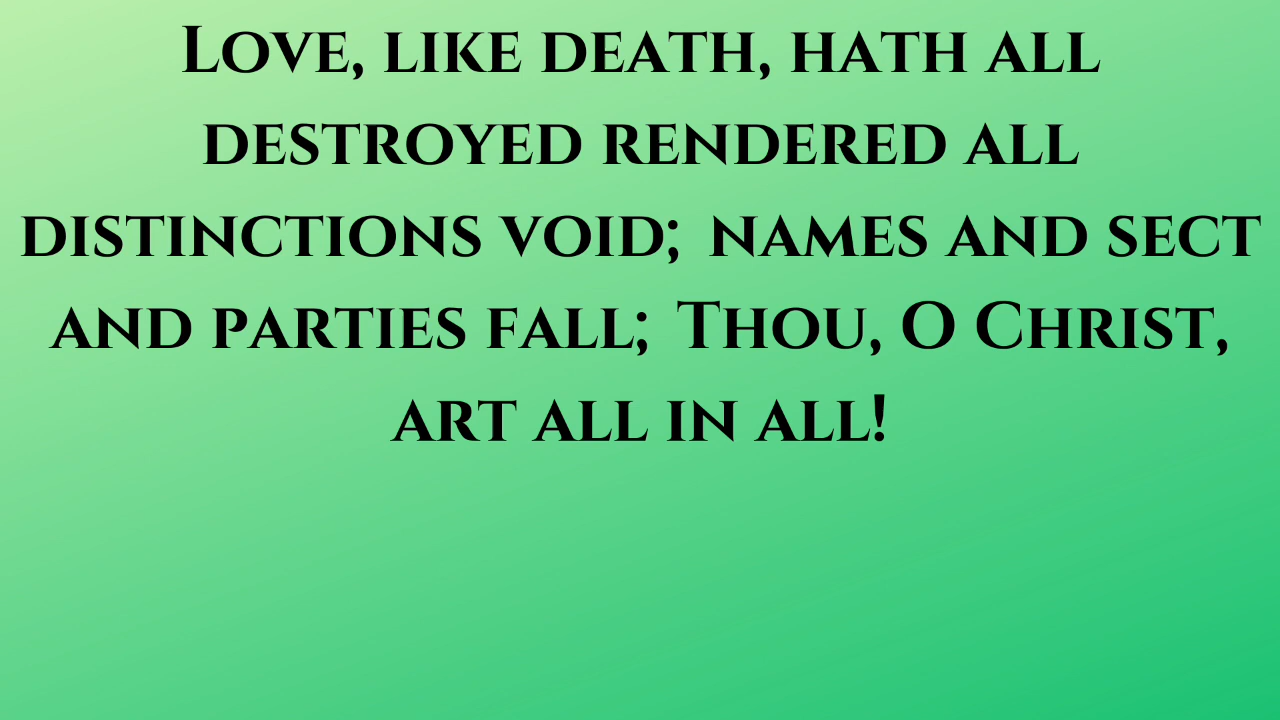 Love, like death, hath all
destroyed rendered all
distinctions void; names and sect
and parties fall; Thou, O Christ,
art all in all!